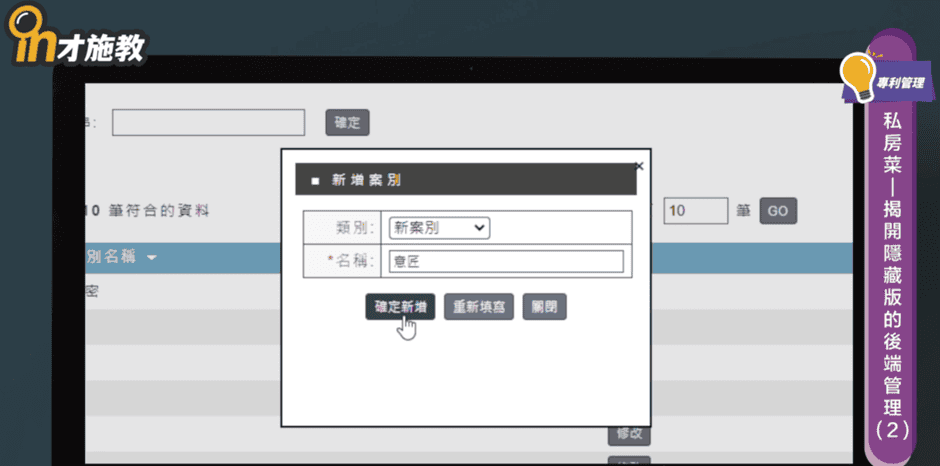 in才施教
專利管理
私房菜—揭開隱藏版的後端管理(2)
確定
10 筆符合的資料
10 筆 GO
別名稱
密
新增案別
類別: 新案別
*名稱: 意匠
確定新增 重新填寫 關閉
修改